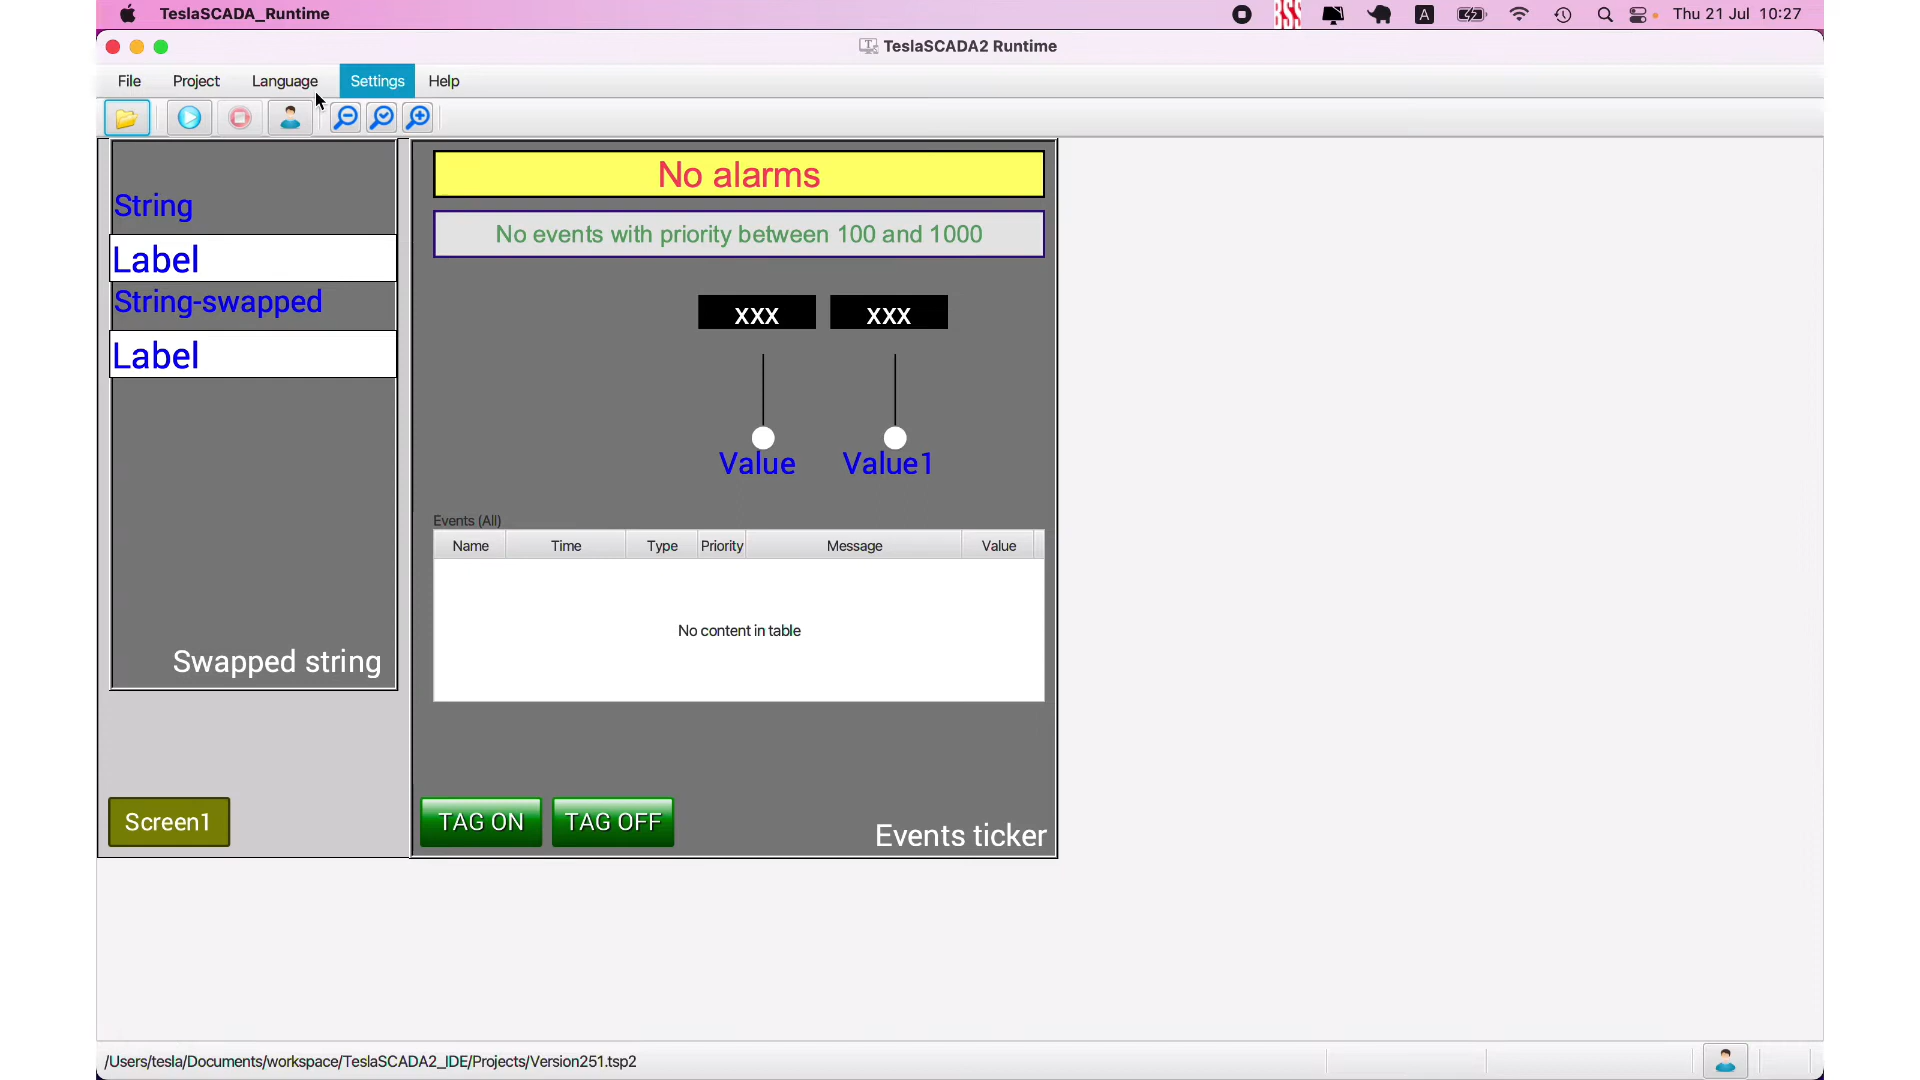 TeslaSCADA_Runtime
A
Thu 21 Jul 10:27
TeslaSCADA2 Runtime
File Project Language Settings Help
String
Label
String-swapped
Label
Swapped string
Screen1
No alarms
No events with priority between 100 and 1000
xxx xxx
Value Value1
Events (All)
Name Time Type Priority Message Value
No content in table
TAG ON TAG OFF
Events ticker
/Users/tesla/Documents/workspace/TeslaSCADA2_IDE/Projects/Version251.tsp2